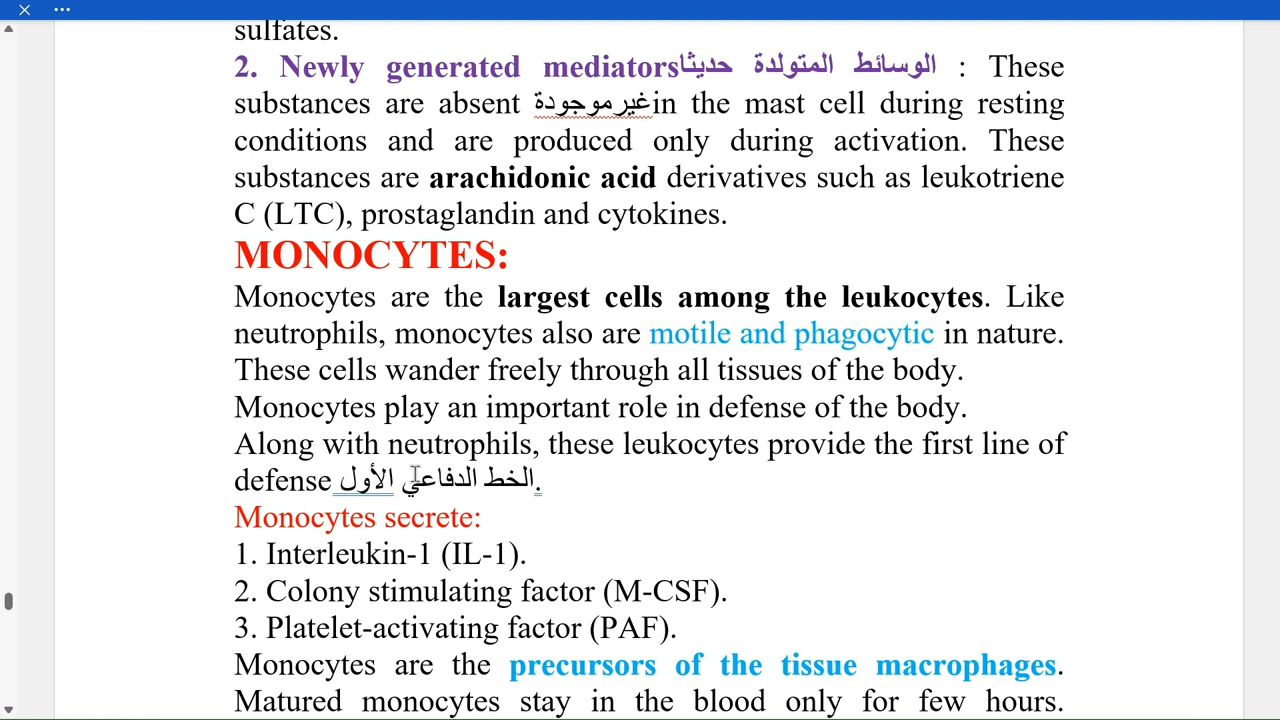 sulfates.
2. Newly generated mediatorsالوسائط المتولدة حديثا : These
substances are absent غيرموجودةin the mast cell during resting
conditions and are produced only during activation. These
substances are arachidonic acid derivatives such as leukotriene
C (LTC), prostaglandin and cytokines.
MONOCYTES:
Monocytes are the largest cells among the leukocytes. Like
neutrophils, monocytes also are motile and phagocytic in nature.
These cells wander freely through all tissues of the body.
Monocytes play an important role in defense of the body.
Along with neutrophils, these leukocytes provide the first line of
defense الخط الدفاعي الأول.
Monocytes secrete:
1. Interleukin-1 (IL-1).
2. Colony stimulating factor (M-CSF).
3. Platelet-activating factor (PAF).
Monocytes are the precursors of the tissue macrophages.
Matured monocytes stay in the blood only for few hours.